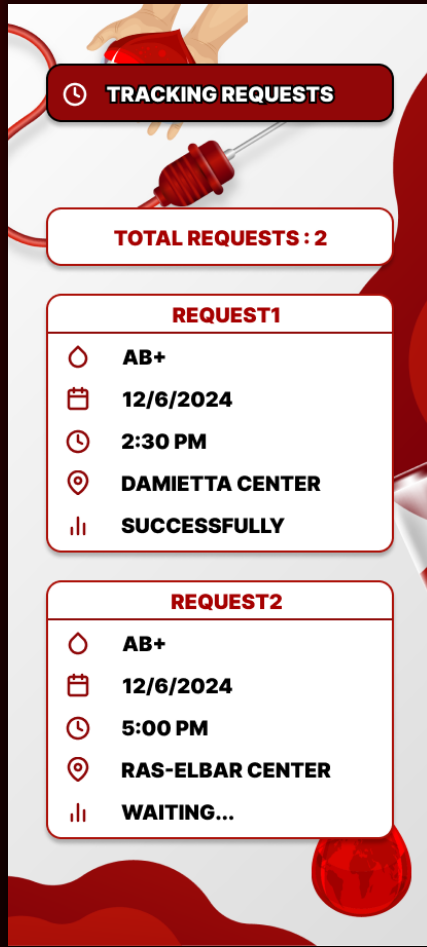 TRACKING REQUESTS
TOTAL REQUESTS : 2
REQUEST1
AB+
12/6/2024
2:30 PM
DAMIETTA CENTER
SUCCESSFULLY
REQUEST2
AB+
12/6/2024
5:00 PM
RAS-ELBAR CENTER
WAITING...